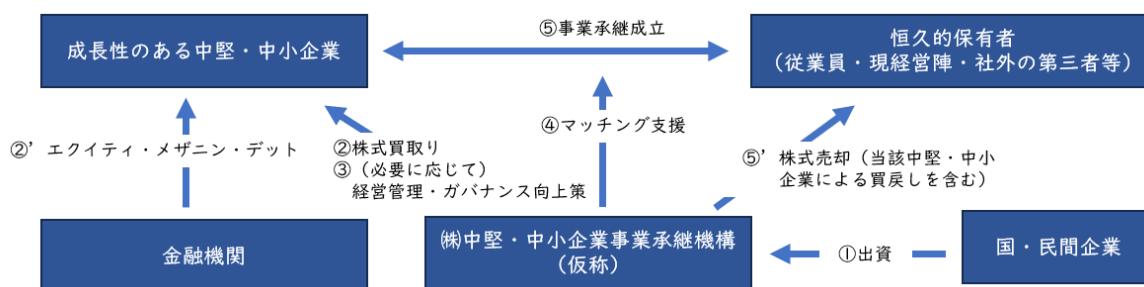 成長性のある中堅・中小企業
⑤事業承継成立
恒久的保有者
（従業員・現経営陣・社外の第三者等）
②’エクイティ・メザニン・デット
②株式買取り
③（必要に応じて）
経営管理・ガバナンス向上策
④マッチング支援
⑤’株式売却（当該中堅・中小
企業による買戻しを含む）
金融機関
㈱中堅・中小企業事業承継機構
（仮称）
①出資
国・民間企業